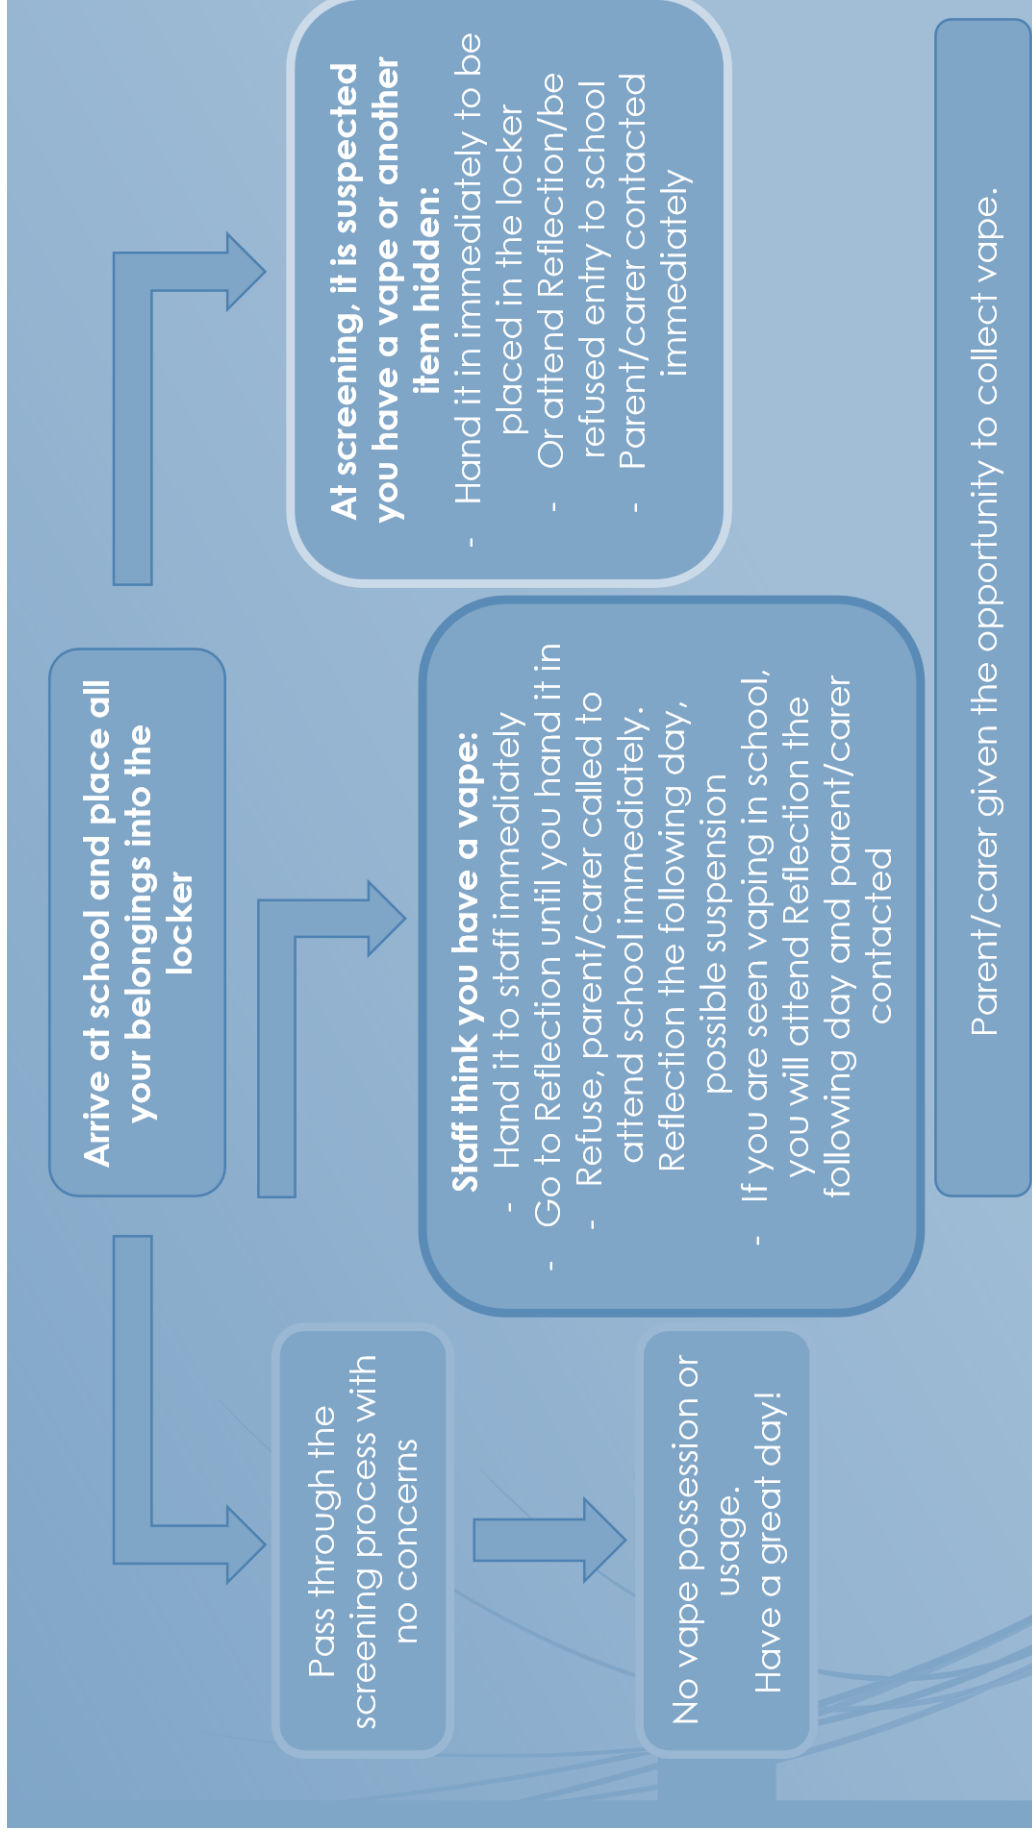 Arrive at school and place all
your belongings into the
locker
Pass through the
screening process with
no concerns
No vape possession or
usage.
Have a great day!
Staff think you have a vape:
- Hand it to staff immediately
- Go to Reflection until you hand it in
- Refuse, parent/carer called to
attend school immediately.
Reflection the following day,
possible suspension
- If you are seen vaping in school,
you will attend Reflection the
following day and parent/carer
contacted
At screening, it is suspected
you have a vape or another
item hidden:
- Hand it in immediately to be
placed in the locker
- Or attend Reflection/be
refused entry to school
- Parent/carer contacted
immediately
Parent/carer given the opportunity to collect vape.